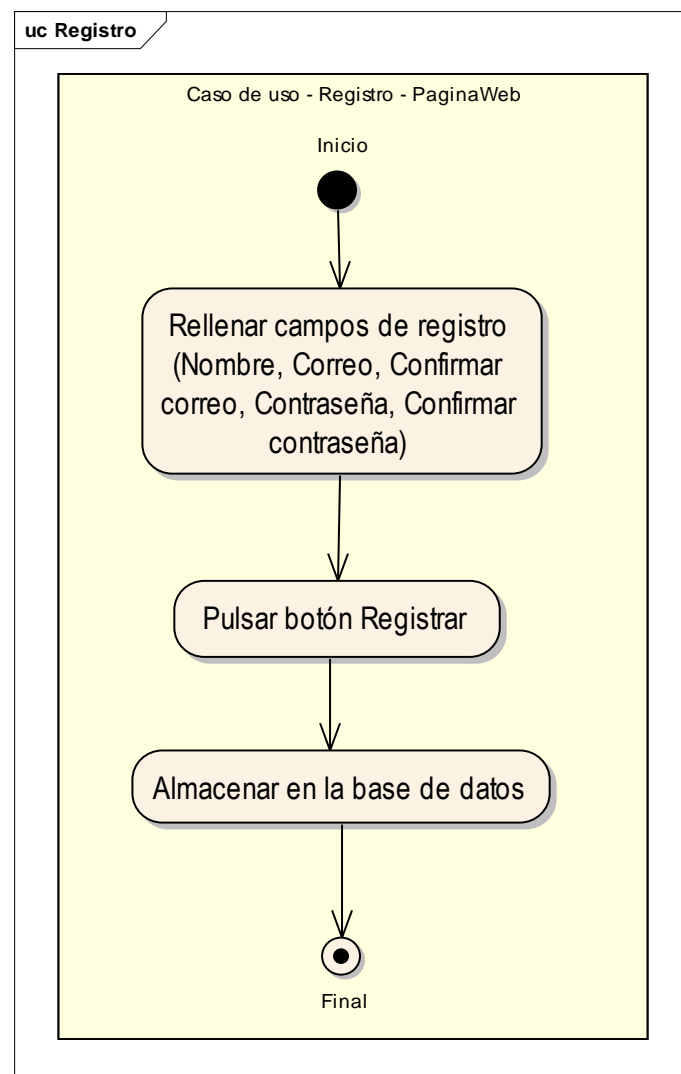 uc Registro
Caso de uso - Registro - PaginaWeb
Inicio
Rellenar campos de registro
(Nombre, Correo, Confirmar
correo, Contraseña, Confirmar
contraseña)
Pulsar botón Registrar
Almacenar en la base de datos
Final